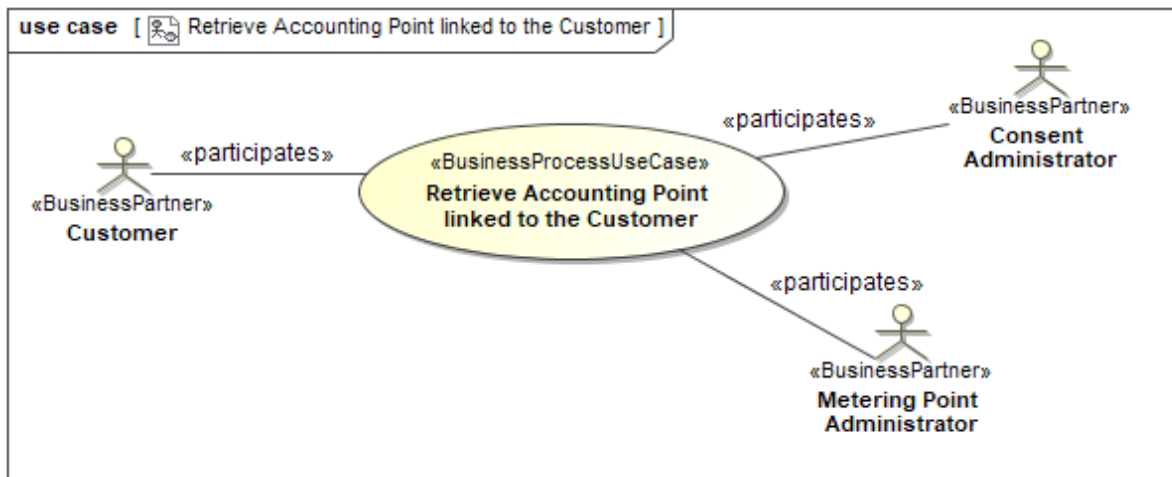 use case [ Retrieve Accounting Point linked to the Customer ]
«BusinessPartner»
Consent
Administrator
«participates»
«participates»
«BusinessPartner»
Customer
«BusinessProcessUseCase»
Retrieve Accounting Point
linked to the Customer
«participates»
«BusinessPartner»
Metering Point
Administrator